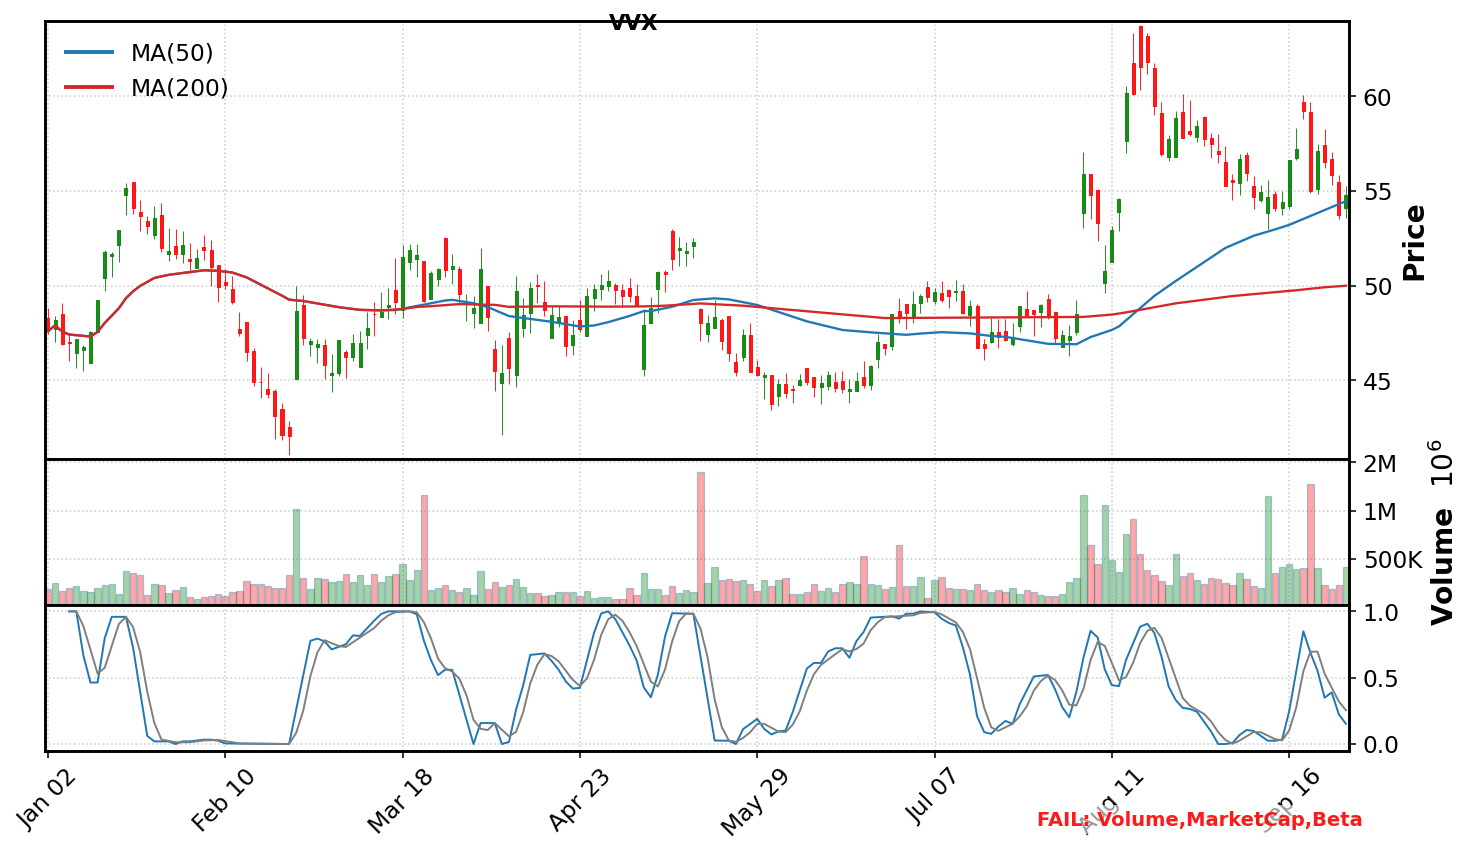 VVX
MA(50)
MA(200)
60
55
50
45
Price
2M
1M
500K
Volume 10^6
1.0
0.5
0.0
Jan 02
Feb 10
Mar 18
Apr 23
May 29
Jul 07
Aug 11
Sep 16
FAIL: Volume,MarketCap,Beta